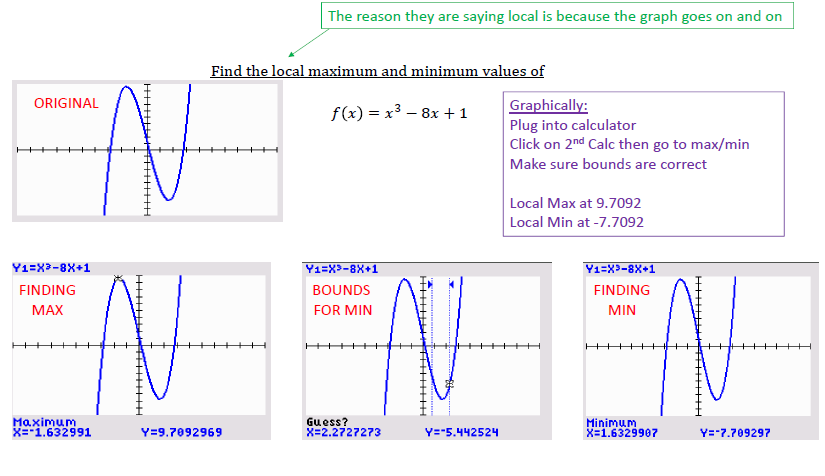 The reason they are saying local is because the graph goes on and on
Find the local maximum and minimum values of
ORIGINAL
f(x) = x³ − 8x + 1
Graphically:
Plug into calculator
Click on 2nd Calc then go to max/min
Make sure bounds are correct
Local Max at 9.7092
Local Min at -7.7092
Y1=X³-8X+1
FINDING
MAX
Maximum
X=-1.632991 Y=9.7092969
Y1=X³-8X+1
BOUNDS
FOR MIN
Guess?
X=2.2727273 Y=-5.442524
Y1=X³-8X+1
FINDING
MIN
Minimum
X=1.6329907 Y=-7.709297